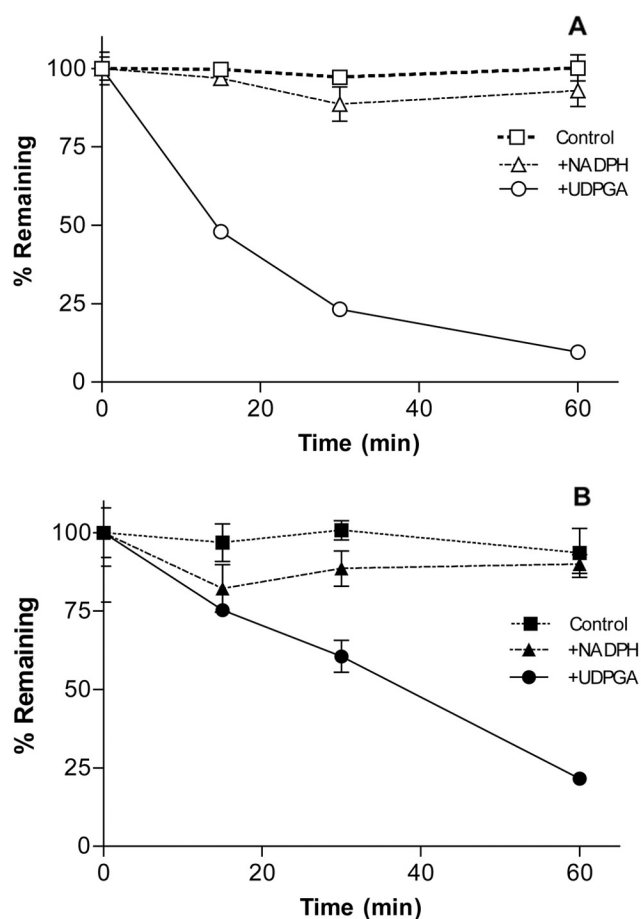 A
100
75
50
25
0
% Remaining
Control
+NADPH
+UDPGA
0 20 40 60
Time (min)
B
100
75
50
25
0
% Remaining
Control
+NADPH
+UDPGA
0 20 40 60
Time (min)